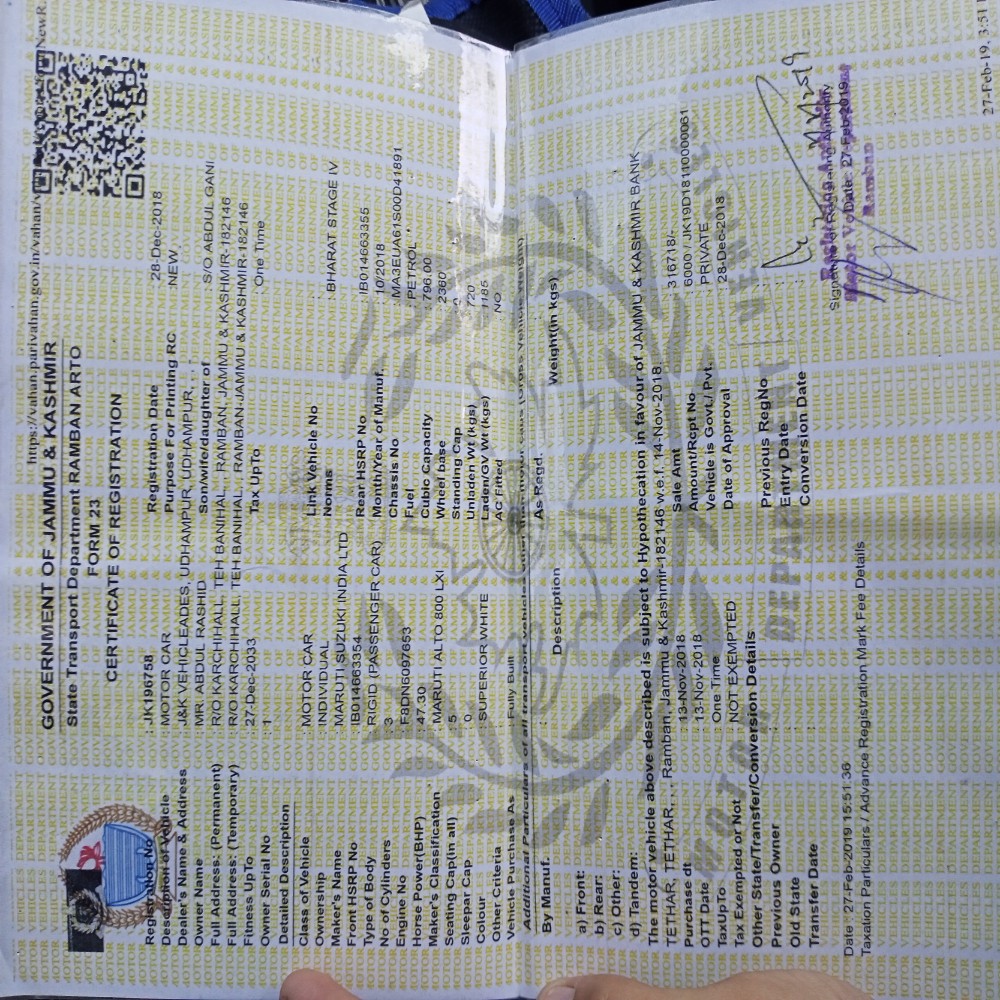 https://vahan.parivahan.gov.in/vahan/v
NewR
GOVERNMENT OF JAMMU & KASHMIR
State Transport Department RAMBAN ARTO
FORM 23
CERTIFICATE OF REGISTRATION
Registration No : JK196758 Registration Date : 28-Dec-2018
Description of Vehicle : MOTOR CAR Purpose For Printing RC : NEW
Dealer's Name & Address : J&K VEHICLEADES, UDHAMPUR, UDHAMPUR, , , -
Owner Name : MR. ABDUL RASHID Son/wife/daughter of : S/O ABDUL GANI
Full Address: (Permanent) : R/O KARCHIHALL, TEH BANIHAL, , RAMBAN, JAMMU & KASHMIR-182146
Full Address: (Temporary) : R/O KARCHIHALL, TEH BANIHAL, , RAMBAN-JAMMU & KASHMIR-182146
Fitness UpTo : 27-Dec-2033 Tax UpTo : One Time
Owner Serial No : 1
Detailed Description
Class of Vehicle : MOTOR CAR Link Vehicle No
Ownership : INDIVIDUAL Norms : BHARAT STAGE IV
Maker's Name : MARUTI SUZUKI INDIA LTD
Front HSRP No : IB014663354 Rear HSRP No : IB014663355
Type of Body : RIGID (PASSENGER CAR) Month/Year of Manuf. : 10/2018
No of Cylinders : 3 Chassis No : MA3EUA61S00D41891
Engine No : F8DN6097653 Fuel : PETROL
Horse Power(BHP) : 47.30 Cubic Capacity : 796.00
Maker's Classification : MARUTI ALTO 800 LXI Wheel base : 2360
Seating Cap(in all) : 5 Standing Cap : 0
Sleepar Cap : 0 Unladen Wt (kgs) : 720
Colour : SUPERIOR WHITE Laden/GV Wt (kgs) : 1185
Other Criteria AC Fitted : NO
Vehicle Purchase As : Fully Built
Additional Particulars of all transport vehicles other than motor cabs (Gross Vehicle Weight)
By Manuf. Description As Regd. Weight(in kgs)
a) Front:
b) Rear:
c) Other:
d) Tandem:
The motor vehicle above described is subject to Hypothecation in favour of JAMMU & KASHMIR BANK,
TETHAR, TETHAR, , , Ramban, Jammu & Kashmir-182146 w.e.f. 14-Nov-2018.
Purchase dt : 13-Nov-2018 Sale Amt : 316718/-
OTT Date : 13-Nov-2018 Amount/Rcpt No : 6000 / JK19D18110000061
TaxUpTo : One Time Vehicle is Govt./ Pvt. : PRIVATE
Tax Exempted or Not : NOT EXEMPTED Date of Approval : 28-Dec-2018
Other State/Transfer/Conversion Details
Previous Owner Previous RegNo
Old State Entry Date
Transfer Date Conversion Date
Date : 27-Feb-2019 15:51:36
Taxation Particulars / Advance Registration Mark Fee Details
Date: 27-Feb-2019
Ramban
MOTOR VEHICLE DEPARTMENT
27-Feb-19, 3:51